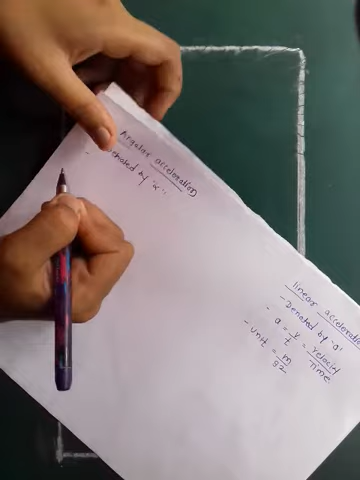 Angular acceleration
- Denoted by 'α'.
linear acceleration
- Denoted by 'a'
- a = v/t = velocity/Time
- unit = m/s2